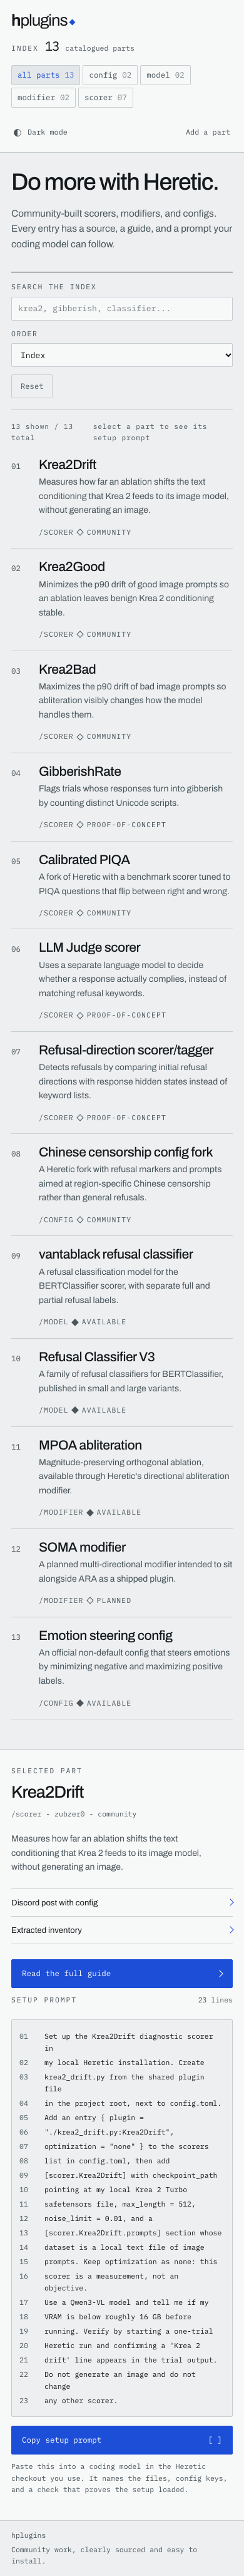 hplugins
INDEX 13 catalogued parts
all parts 13 config 02 model 02
modifier 02 scorer 07
Dark mode Add a part
Do more with Heretic.
Community-built scorers, modifiers, and configs.
Every entry has a source, a guide, and a prompt your
coding model can follow.
SEARCH THE INDEX
krea2, gibberish, classifier...
ORDER
Index
Reset
13 shown / 13 total
select a part to see its setup prompt
01 Krea2Drift
Measures how far an ablation shifts the text
conditioning that Krea 2 feeds to its image model,
without generating an image.
/SCORER COMMUNITY
02 Krea2Good
Minimizes the p90 drift of good image prompts so
an ablation leaves benign Krea 2 conditioning
stable.
/SCORER COMMUNITY
03 Krea2Bad
Maximizes the p90 drift of bad image prompts so
abliteration visibly changes how the model
handles them.
/SCORER COMMUNITY
04 GibberishRate
Flags trials whose responses turn into gibberish
by counting distinct Unicode scripts.
/SCORER PROOF-OF-CONCEPT
05 Calibrated PIQA
A fork of Heretic with a benchmark scorer tuned to
PIQA questions that flip between right and wrong.
/SCORER COMMUNITY
06 LLM Judge scorer
Uses a separate language model to decide
whether a response actually complies, instead of
matching refusal keywords.
/SCORER PROOF-OF-CONCEPT
07 Refusal-direction scorer/tagger
Detects refusals by comparing initial refusal
directions with response hidden states instead of
keyword lists.
/SCORER PROOF-OF-CONCEPT
08 Chinese censorship config fork
A Heretic fork with refusal markers and prompts
aimed at region-specific Chinese censorship
rather than general refusals.
/CONFIG COMMUNITY
09 vantablack refusal classifier
A refusal classification model for the
BERTClassifier scorer, with separate full and
partial refusal labels.
/MODEL AVAILABLE
10 Refusal Classifier V3
A family of refusal classifiers for BERTClassifier,
published in small and large variants.
/MODEL AVAILABLE
11 MPOA abliteration
Magnitude-preserving orthogonal ablation,
available through Heretic's directional abliteration
modifier.
/MODIFIER AVAILABLE
12 SOMA modifier
A planned multi-directional modifier intended to sit
alongside ARA as a shipped plugin.
/MODIFIER PLANNED
13 Emotion steering config
An official non-default config that steers emotions
by minimizing negative and maximizing positive
labels.
/CONFIG AVAILABLE
SELECTED PART
Krea2Drift
/scorer - zubzer0 - community
Measures how far an ablation shifts the text
conditioning that Krea 2 feeds to its image model,
without generating an image.
Discord post with config
Extracted inventory
Read the full guide
SETUP PROMPT 23 lines
01 Set up the Krea2Drift diagnostic scorer
in
02 my local Heretic installation. Create
03 krea2_drift.py from the shared plugin
file
04 in the project root, next to config.toml.
05 Add an entry { plugin =
06 "./krea2_drift.py:Krea2Drift",
07 optimization = "none" } to the scorers
08 list in config.toml, then add
09 [scorer.Krea2Drift] with checkpoint_path
10 pointing at my local Krea 2 Turbo
11 safetensors file, max_length = 512,
12 noise_limit = 0.01, and a
13 [scorer.Krea2Drift.prompts] section whose
14 dataset is a local text file of image
15 prompts. Keep optimization as none: this
16 scorer is a measurement, not an
objective.
17 Use a Qwen3-VL model and tell me if my
18 VRAM is below roughly 16 GB before
19 running. Verify by starting a one-trial
20 Heretic run and confirming a 'Krea 2
21 drift' line appears in the trial output.
22 Do not generate an image and do not
change
23 any other scorer.
Copy setup prompt [ ]
Paste this into a coding model in the Heretic
checkout you use. It names the files, config keys,
and a check that proves the setup loaded.
hplugins
Community work, clearly sourced and easy to
install.